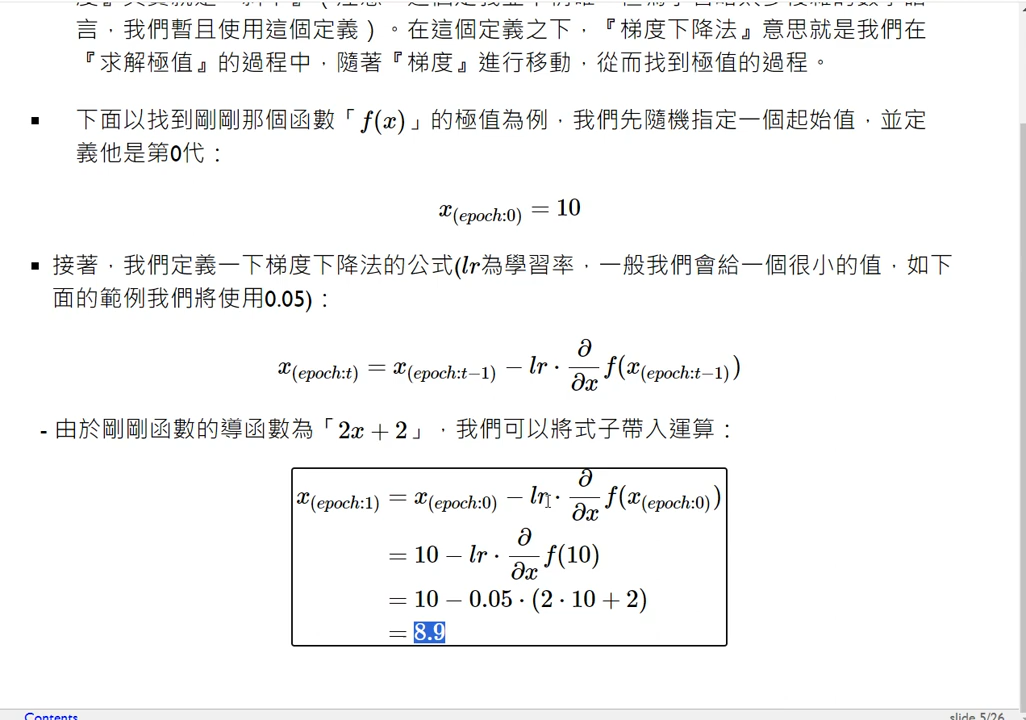 言，我們暫且使用這個定義）。在這個定義之下，『梯度下降法』意思就是我們在
『求解極值』的過程中，隨著『梯度』進行移動，從而找到極值的過程。
▪ 下面以找到剛剛那個函數「f(x)」的極值為例，我們先隨機指定一個起始值，並定
義他是第0代：
x_(epoch:0) = 10
▪ 接著，我們定義一下梯度下降法的公式(lr為學習率，一般我們會給一個很小的值，如下
面的範例我們將使用0.05)：
x_(epoch:t) = x_(epoch:t−1) − lr · ∂/∂x f(x_(epoch:t−1))
- 由於剛剛函數的導函數為「2x + 2」，我們可以將式子帶入運算：
x_(epoch:1) = x_(epoch:0) − lr · ∂/∂x f(x_(epoch:0))
= 10 − lr · ∂/∂x f(10)
= 10 − 0.05 · (2 · 10 + 2)
= 8.9
Contents slide 5/26